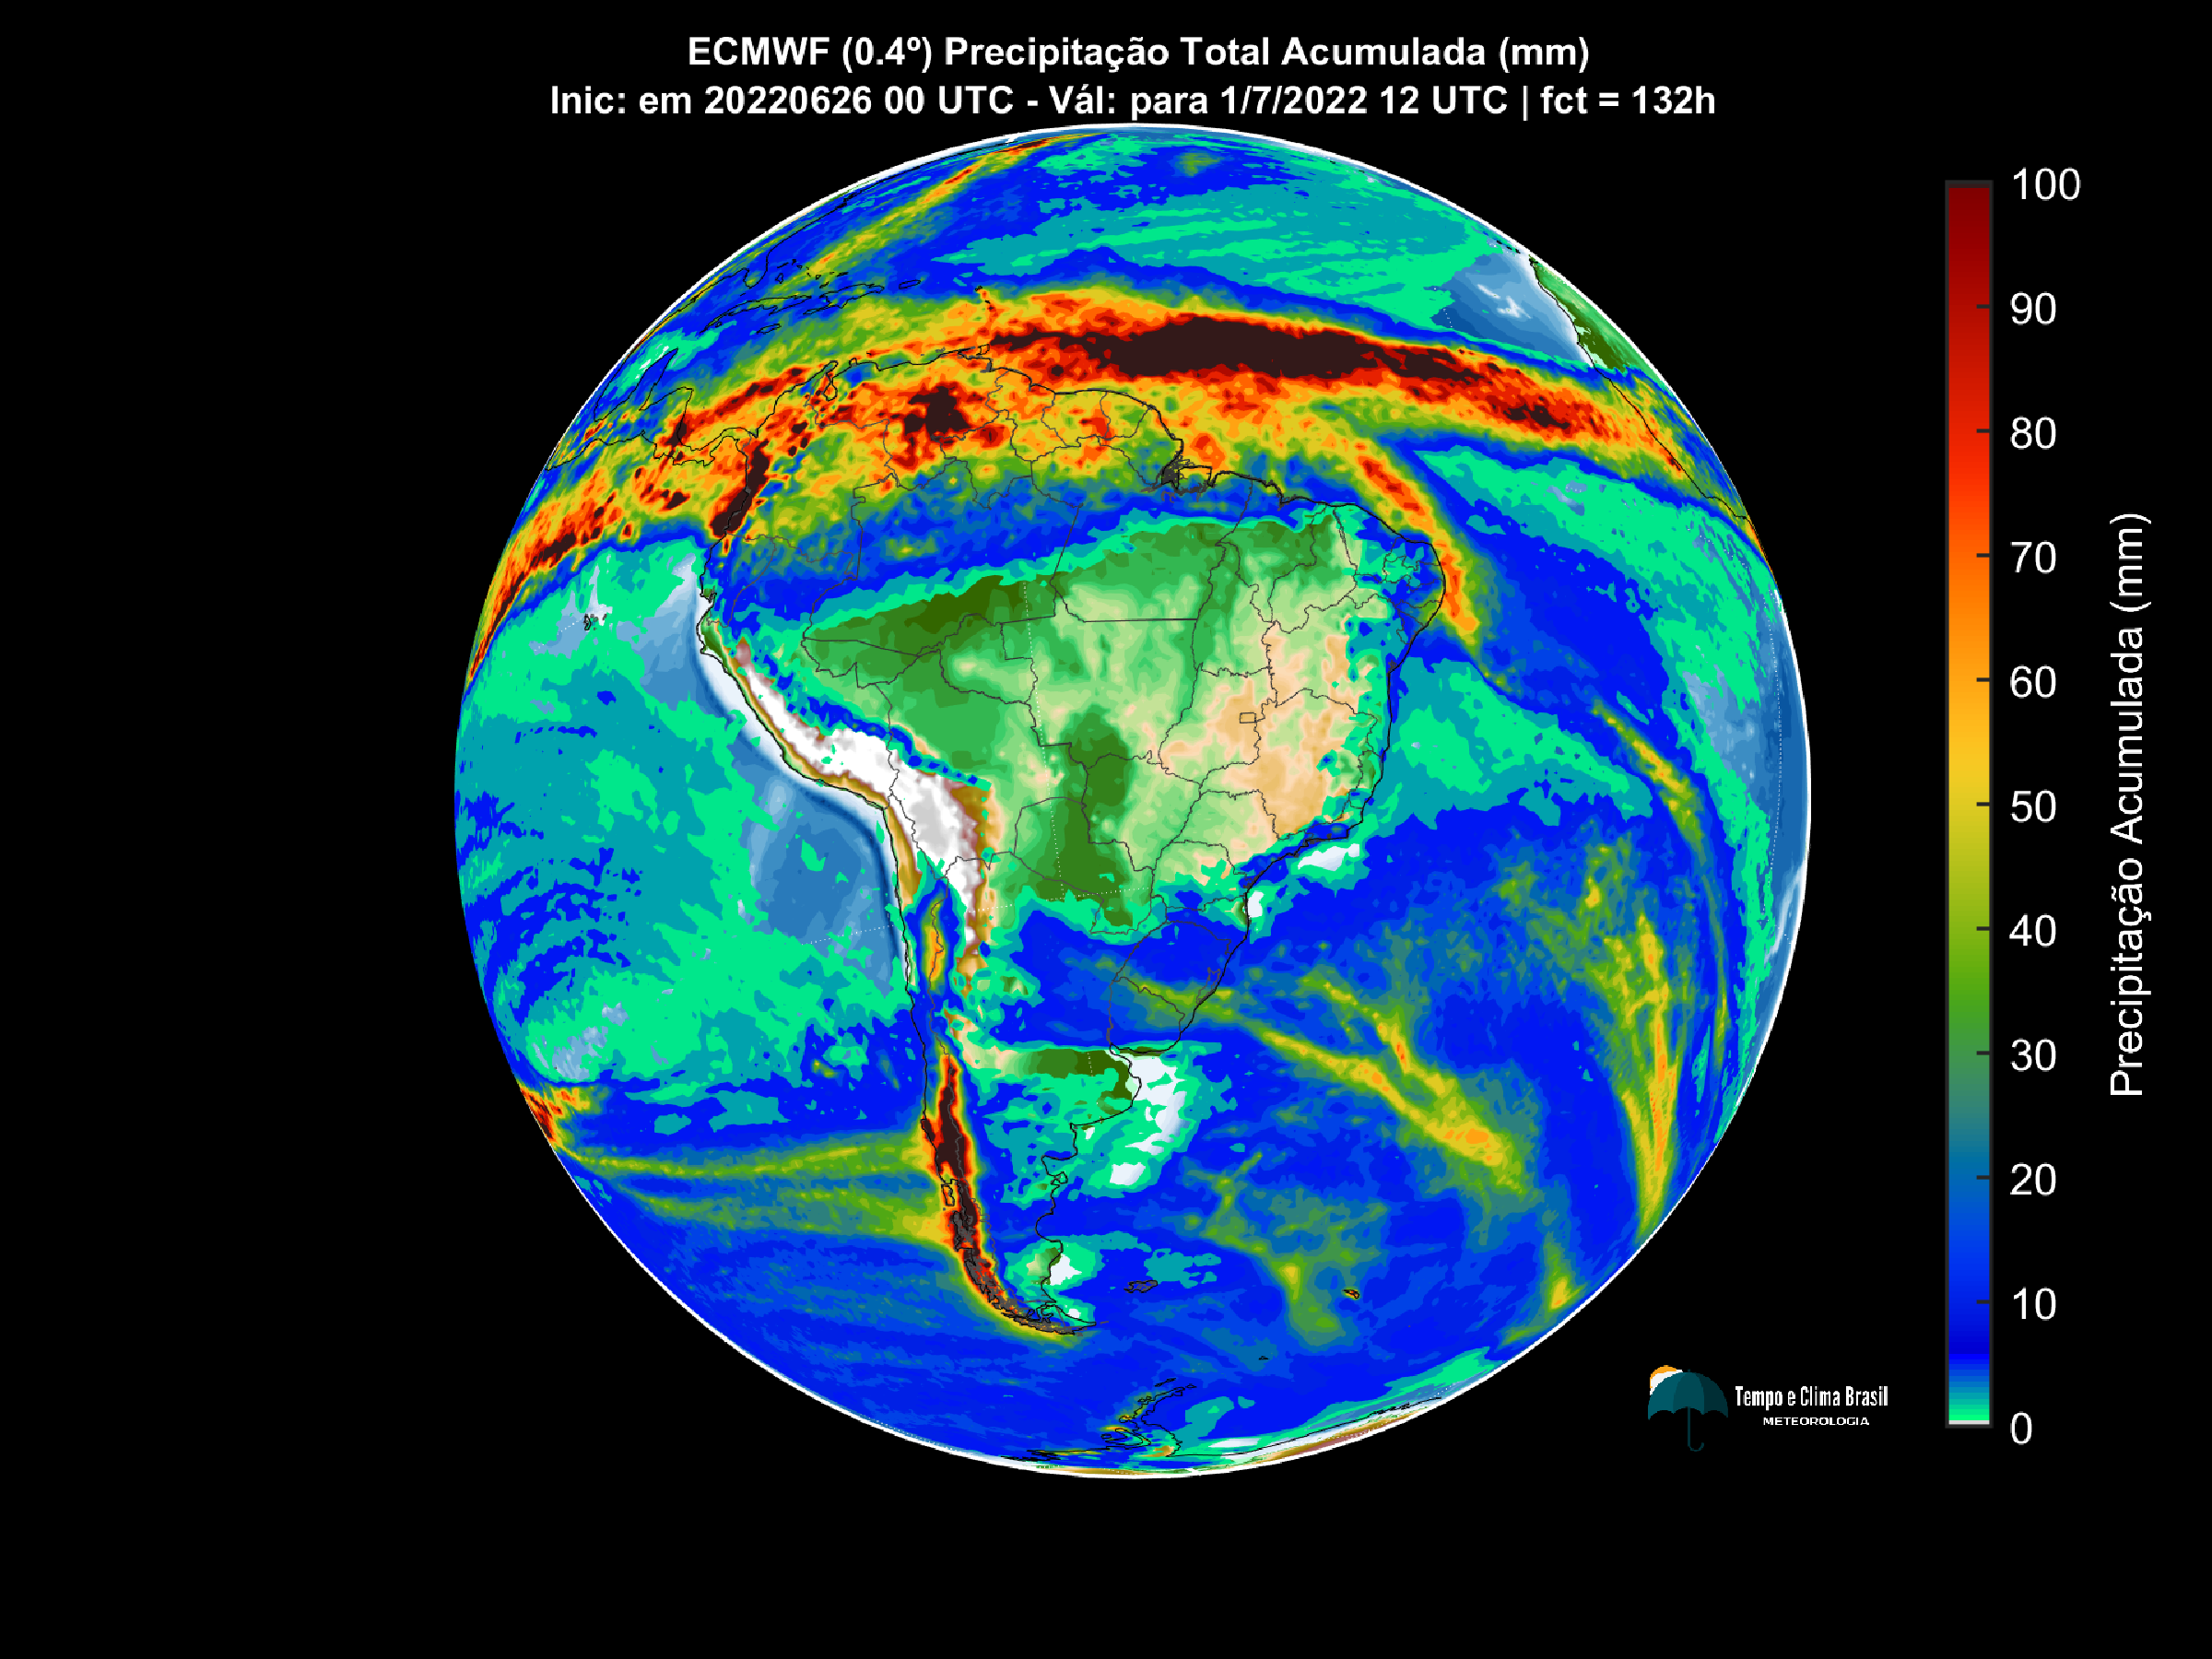 ECMWF (0.4º) Precipitação Total Acumulada (mm)
Inic: em 20220626 00 UTC - Vál: para 1/7/2022 12 UTC | fct = 132h
100
90
80
70
60
50
40
30
20
10
0
Precipitação Acumulada (mm)
Tempo e Clima Brasil
METEOROLOGIA